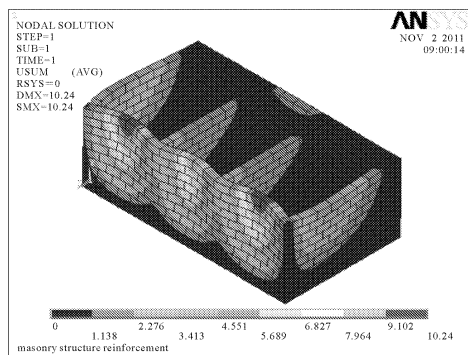 NODAL SOLUTION
STEP=1
SUB=1
TIME=1
USUM (AVG)
RSYS=0
DMX=10.24
SMX=10.24
ANSYS
NOV 2 2011
09:00:14
0 2.276 4.551 6.827 9.102
1.138 3.413 5.689 7.964 10.24
masonry structure reinforcement